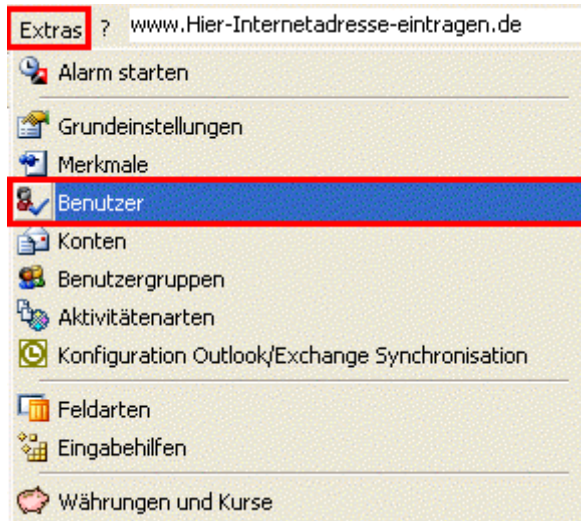 Extras ? www.Hier-Internetadresse-eintragen.de
Alarm starten
Grundeinstellungen
Merkmale
Benutzer
Konten
Benutzergruppen
Aktivitätenarten
Konfiguration Outlook/Exchange Synchronisation
Feldarten
Eingabehilfen
Währungen und Kurse